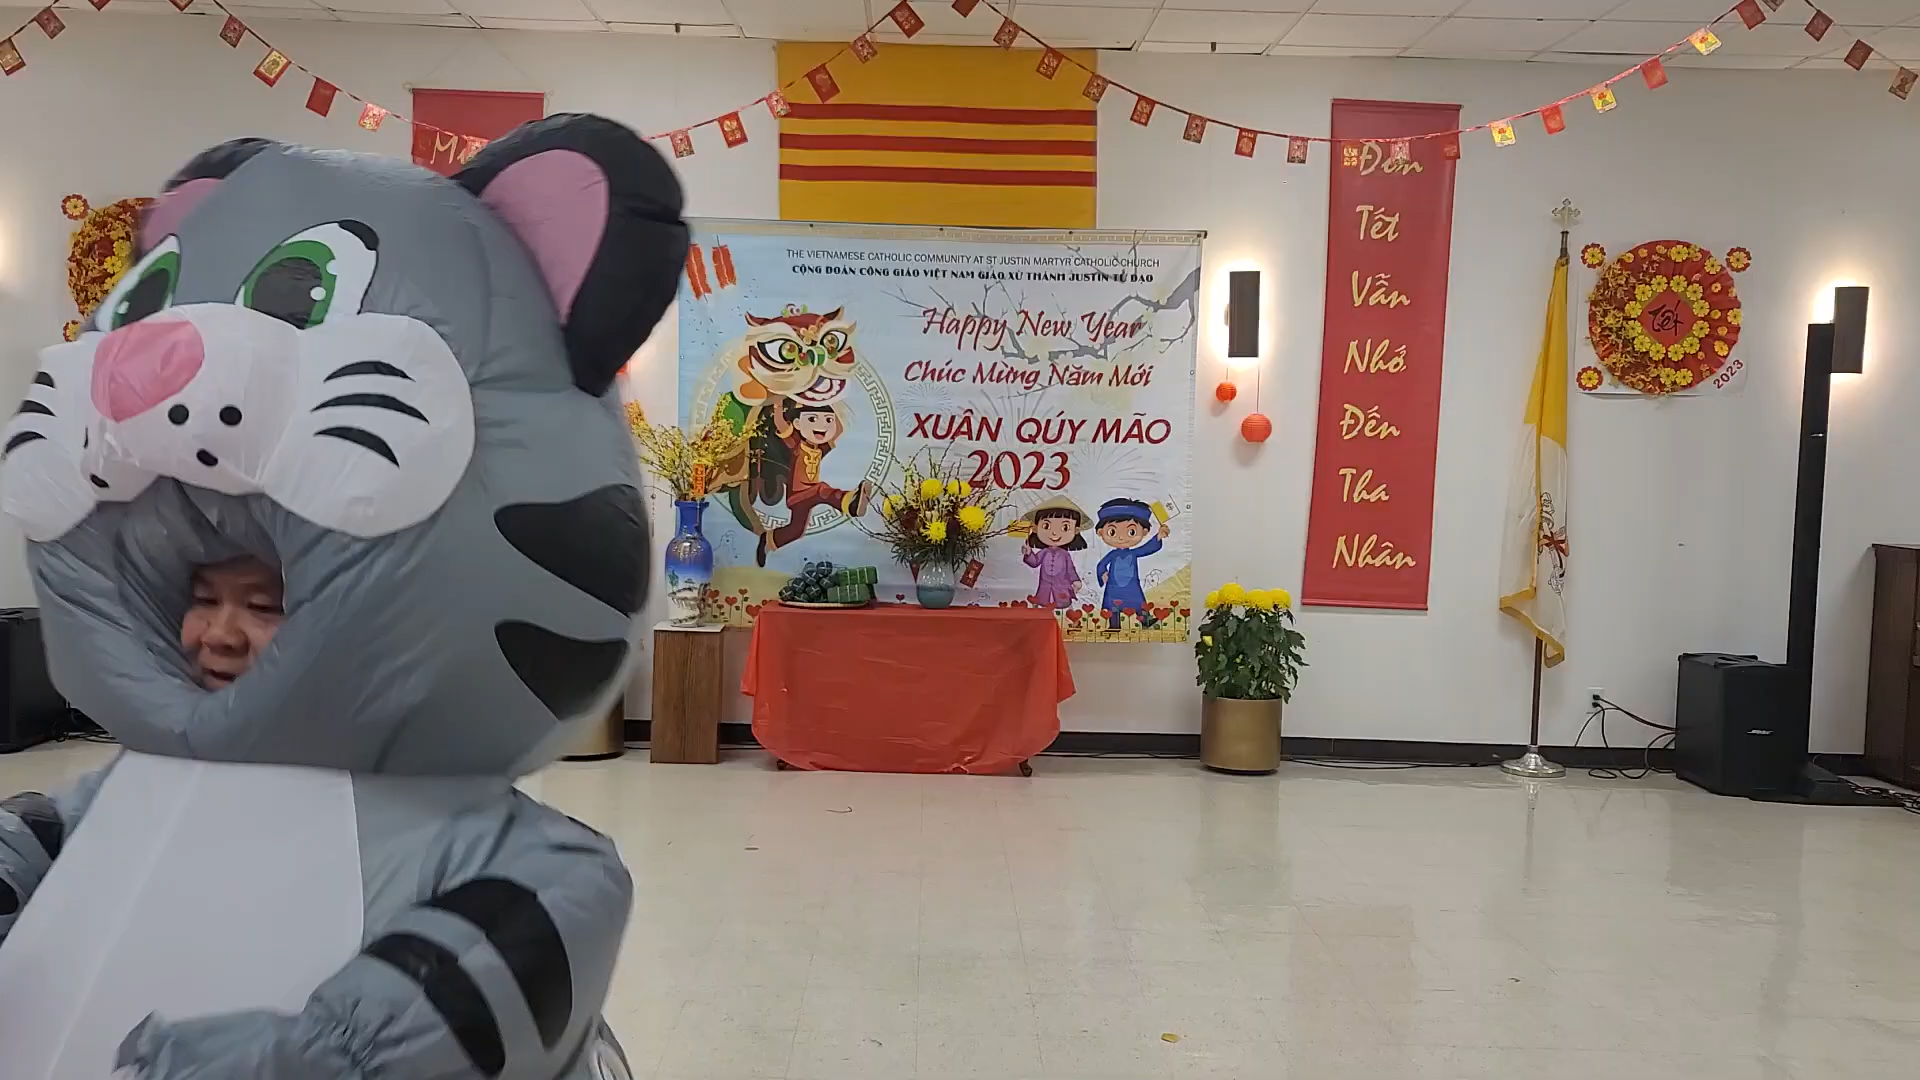 Mừ
THE VIETNAMESE CATHOLIC COMMUNITY AT ST JUSTIN MARTYR CATHOLIC CHURCH
CỘNG ĐOÀN CÔNG GIÁO VIỆT NAM GIÁO XỨ THÁNH JUSTIN TỬ ĐẠO
Happy New Year
Chúc Mừng Năm Mới
XUÂN QÚY MÃO
2023
Đón
Tết
Vẫn
Nhớ
Đến
Tha
Nhân
Tết
2023